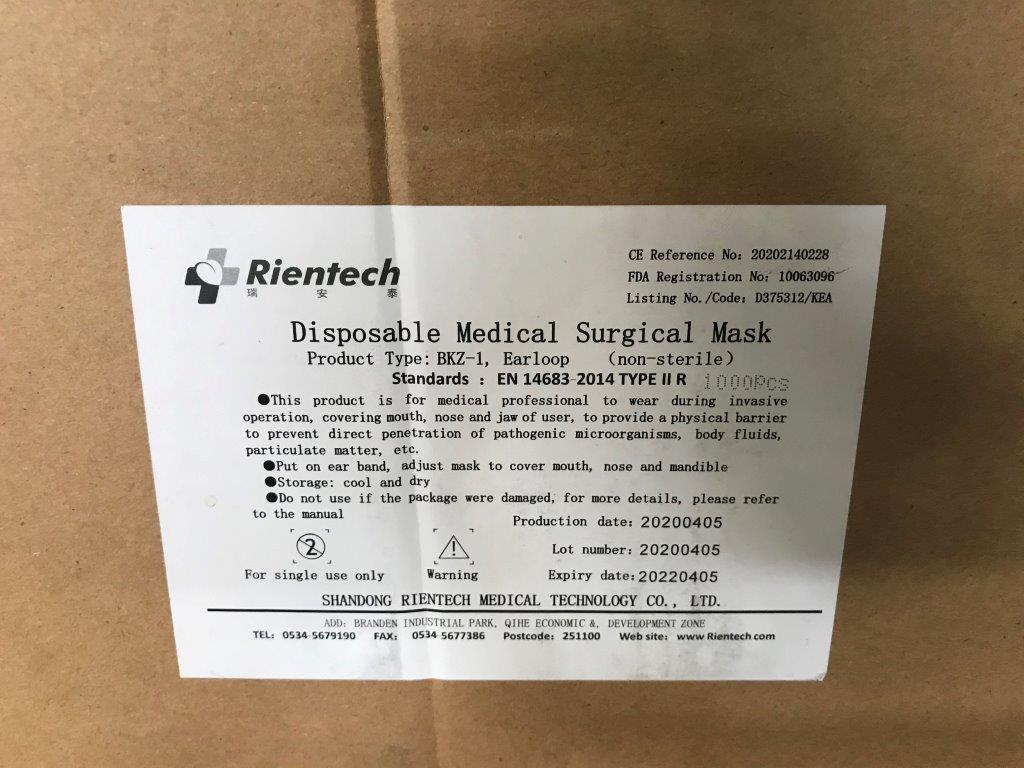 Rientech
瑞 安 泰
CE Reference No: 20202140228
FDA Registration No: 10063096
Listing No./Code: D375312/KEA
Disposable Medical Surgical Mask
Product Type: BKZ-1, Earloop (non-sterile)
Standards : EN 14683-2014 TYPE II R 1000Pcs
●This product is for medical professional to wear during invasive
operation, covering mouth, nose and jaw of user, to provide a physical barrier
to prevent direct penetration of pathogenic microorganisms, body fluids,
particulate matter, etc.
●Put on ear band, adjust mask to cover mouth, nose and mandible
●Storage: cool and dry
●Do not use if the package were damaged, for more details, please refer
to the manual
Production date: 20200405
2
Lot number: 20200405
For single use only
Warning
Expiry date: 20220405
SHANDONG RIENTECH MEDICAL TECHNOLOGY CO., LTD.
ADD: BRANDEN INDUSTRIAL PARK, QIHE ECONOMIC &, DEVELOPMENT ZONE
TEL: 0534-5679190 FAX: 0534-5677386 Postcode: 251100 Web site: www.Rientech.com